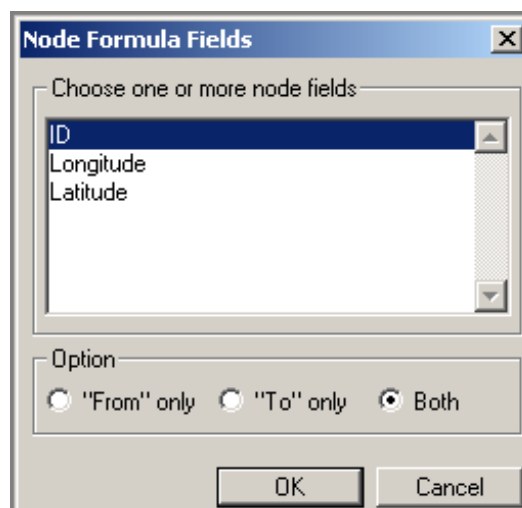 Node Formula Fields
Choose one or more node fields
ID
Longitude
Latitude
Option
"From" only "To" only Both
OK Cancel